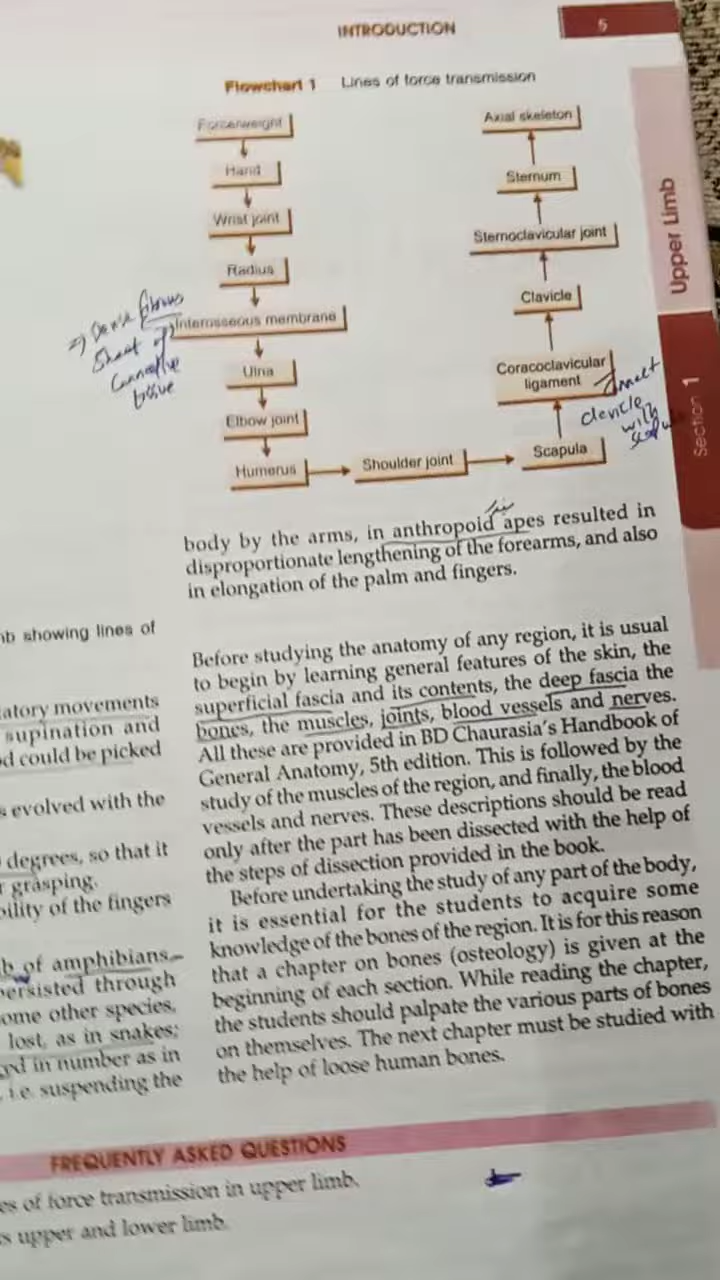 INTRODUCTION
5
Flowchart 1 Lines of force transmission
Force/weight
Hand
Wrist joint
Radius
Interosseous membrane
Ulna
Elbow joint
Humerus
Shoulder joint
Scapula
Coracoclavicular
ligament
Clavicle
Sternoclavicular joint
Sternum
Axial skeleton
=) Dense fibrous
Sheet of
Connective
tissue
clavicle
with
Upper Limb
Section 1
body by the arms, in anthropoid apes resulted in
disproportionate lengthening of the forearms, and also
in elongation of the palm and fingers.
Before studying the anatomy of any region, it is usual
to begin by learning general features of the skin, the
superficial fascia and its contents, the deep fascia the
bones, the muscles, joints, blood vessels and nerves.
All these are provided in BD Chaurasia's Handbook of
General Anatomy, 5th edition. This is followed by the
study of the muscles of the region, and finally, the blood
vessels and nerves. These descriptions should be read
only after the part has been dissected with the help of
the steps of dissection provided in the book.
Before undertaking the study of any part of the body,
it is essential for the students to acquire some
knowledge of the bones of the region. It is for this reason
that a chapter on bones (osteology) is given at the
beginning of each section. While reading the chapter,
the students should palpate the various parts of bones
on themselves. The next chapter must be studied with
the help of loose human bones.
showing lines of
movements
supination and
could be picked
evolved with the
degrees, so that it
grasping.
of the fingers
of amphibians
persisted through
some other species,
lost, as in snakes;
in number as in
i.e. suspending the
FREQUENTLY ASKED QUESTIONS
of force transmission in upper limb.
upper and lower limb.